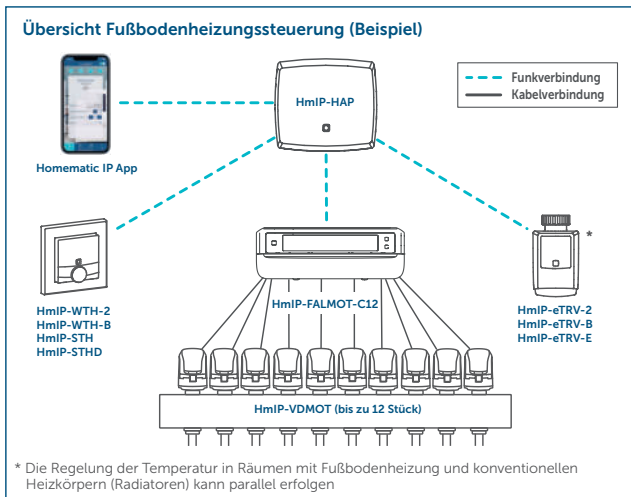 Übersicht Fußbodenheizungssteuerung (Beispiel)
HmIP-HAP
Funkverbindung
Kabelverbindung
Homematic IP App
HmIP-WTH-2
HmIP-WTH-B
HmIP-STH
HmIP-STHD
HmIP-FALMOT-C12
*
HmIP-eTRV-2
HmIP-eTRV-B
HmIP-eTRV-E
HmIP-VDMOT (bis zu 12 Stück)
* Die Regelung der Temperatur in Räumen mit Fußbodenheizung und konventionellen
Heizkörpern (Radiatoren) kann parallel erfolgen